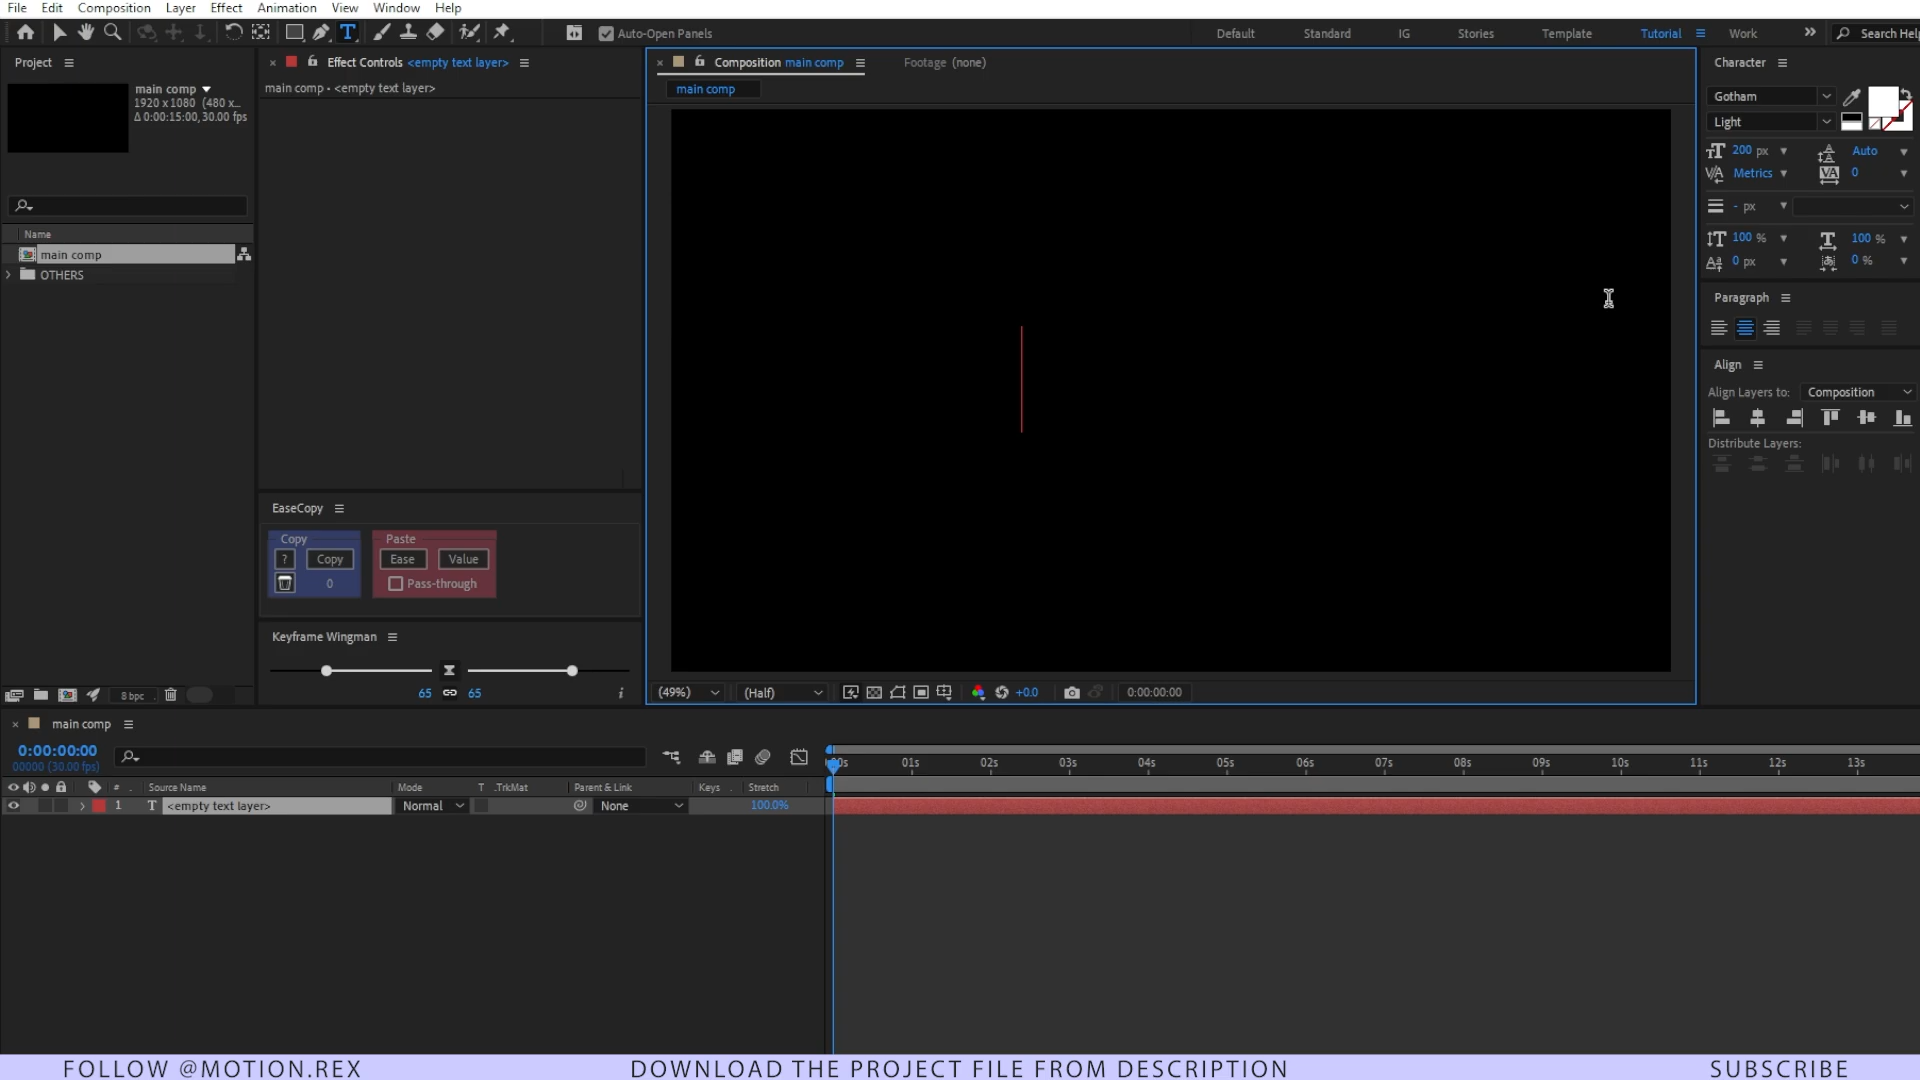 File Edit Composition Layer Effect Animation View Window Help
Auto-Open Panels
Default Standard IG Stories Template Tutorial Work
Search Help
Project
main comp
1920 x 1080 (480 x...
Δ 0:00:15:00, 30.00 fps
Name
main comp
OTHERS
8 bpc
Effect Controls <empty text layer>
main comp • <empty text layer>
EaseCopy
Copy
? Copy
0
Paste
Ease Value
Pass-through
Keyframe Wingman
65 65
Composition main comp
Footage (none)
main comp
(49%) (Half) +0.0 0:00:00:00
Character
Gotham
Light
200 px Auto
Metrics 0
- px
100 % 100 %
0 px 0 %
Paragraph
Align
Align Layers to: Composition
Distribute Layers:
main comp
0:00:00:00
00000 (30.00 fps)
# Source Name Mode T .TrkMat Parent & Link Keys Stretch
1 T <empty text layer> Normal None 100.0%
01s 02s 03s 04s 05s 06s 07s 08s 09s 10s 11s 12s 13s
FOLLOW @MOTION.REX DOWNLOAD THE PROJECT FILE FROM DESCRIPTION SUBSCRIBE